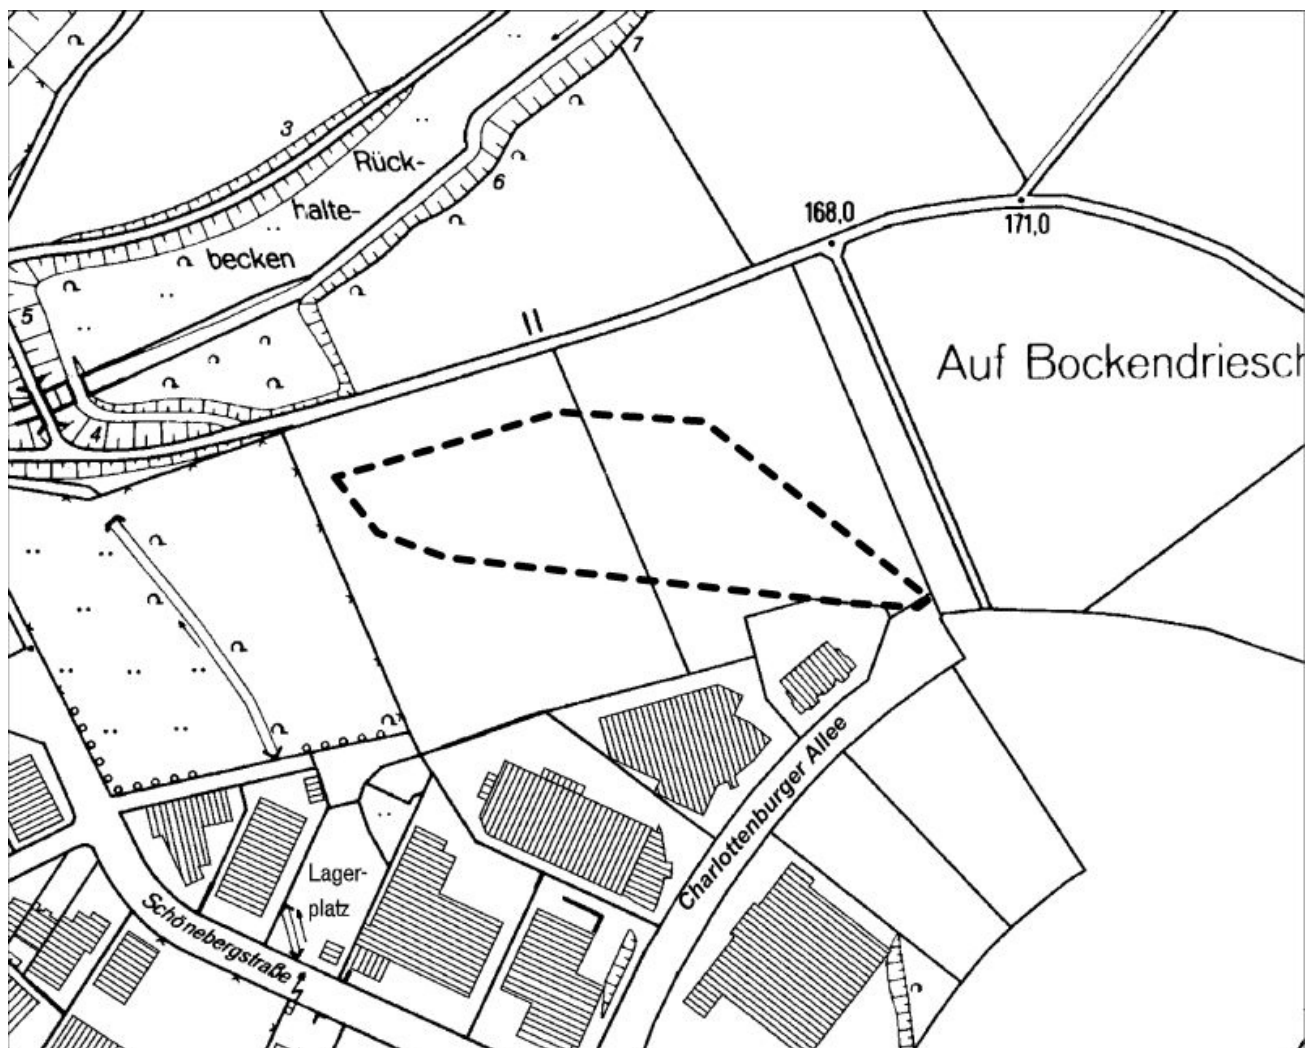 7
3
Rück-
halte-
becken
6
168,0
171,0
5
II
Auf Bockendriesch
4
Charlottenburger Allee
Lager-
platz
Schönebergstraße